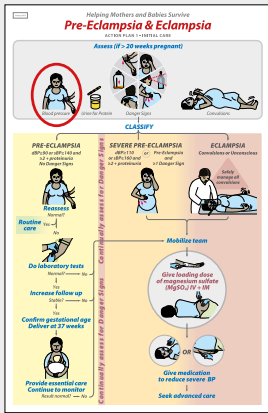 Helping Mothers and Babies Survive
Pre-Eclampsia & Eclampsia
ACTION PLAN 1 • INITIAL CARE
Assess (if > 20 weeks pregnant)
Blood pressure
Urine for Protein
Danger Signs
Convulsions
CLASSIFY
PRE-ECLAMPSIA
dBP≥90 or sBP≥140 and
≥2 + proteinuria
No Danger Signs
Reassess
Normal?
Yes
Routine
care
No
Do laboratory tests
Normal?
No
Yes
Increase follow up
Stable?
No
Yes
Confirm gestational age
Deliver at 37 weeks
Provide essential care
Continue to monitor
Result normal?
No
Continually assess for Danger Signs
Continually assess for Danger Signs
SEVERE PRE-ECLAMPSIA
dBP≥110
or sBP≥160 and
≥2 + proteinuria
or
Pre-Eclampsia
and
≥1 Danger Sign
ECLAMPSIA
Convulsions or Unconscious
Safely
manage all
convulsions
Mobilize team
Give loading dose
of magnesium sulfate
(MgSO₄) IV + IM
OR
Give medication
to reduce severe BP
Seek advanced care